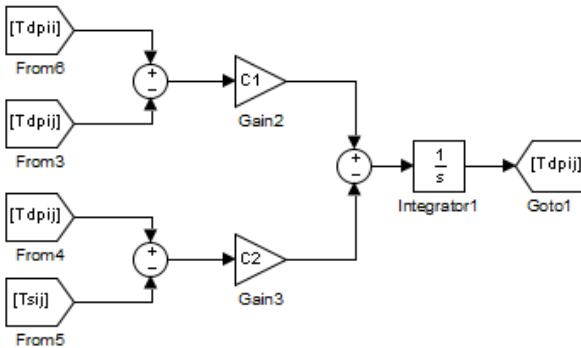 [Tdpii]
From6
+
−
C1
Gain2
[Tdpij]
From3
+
−
1
s
Integrator1
[Tdpij]
Goto1
[Tdpij]
From4
+
−
C2
Gain3
[Tsij]
From5